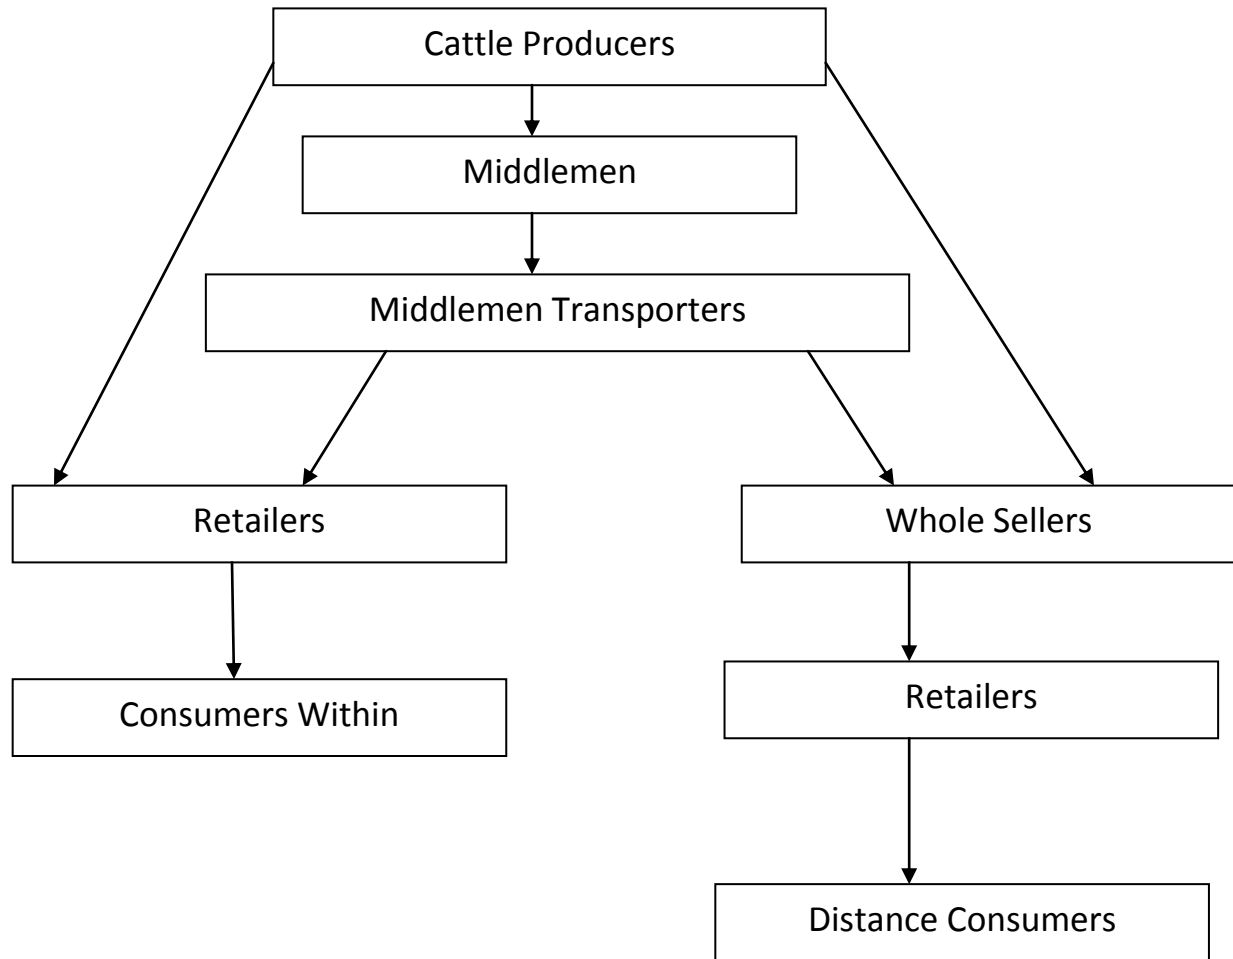 Cattle Producers
Middlemen
Middlemen Transporters
Retailers
Whole Sellers
Consumers Within
Retailers
Distance Consumers